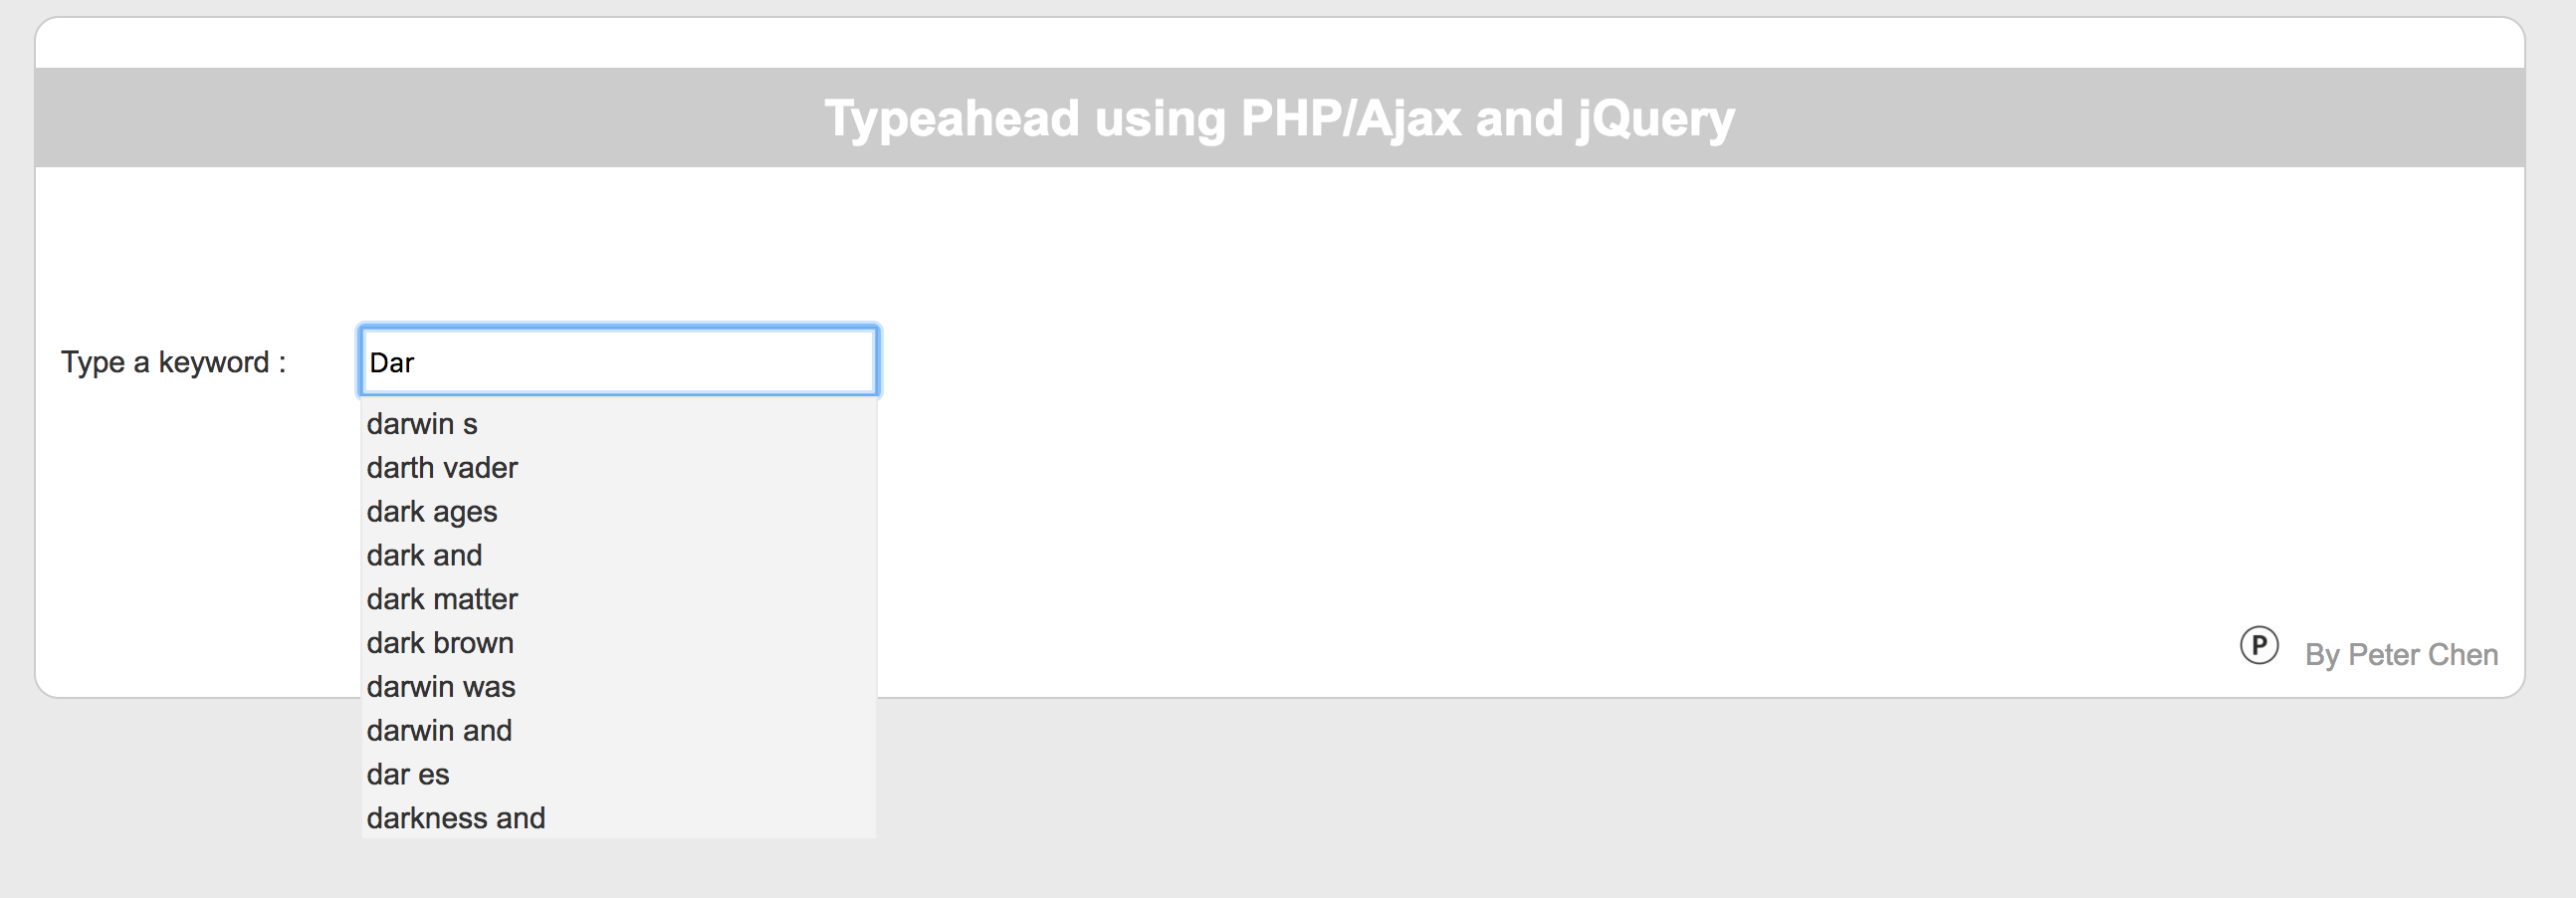 Typeahead using PHP/Ajax and jQuery
Type a keyword :
Dar
darwin s
darth vader
dark ages
dark and
dark matter
dark brown
darwin was
darwin and
dar es
darkness and
P By Peter Chen